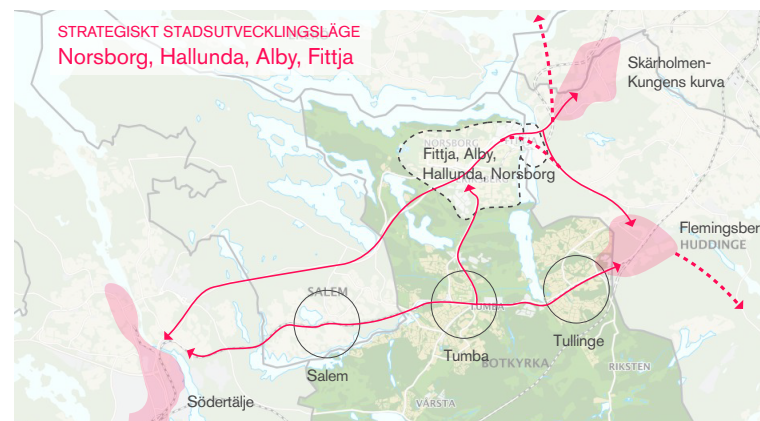 STRATEGISKT STADSUTVECKLINGSLÄGE
Norsborg, Hallunda, Alby, Fittja
Skärholmen-
Kungens kurva
NORSBORG
Fittja, Alby,
Hallunda, Norsborg
Flemingsber
HUDDINGE
SALEM
TUMBA
Salem
Tumba
Tullinge
BOTKYRKA
RIKSTEN
Södertälje
VÅRSTA